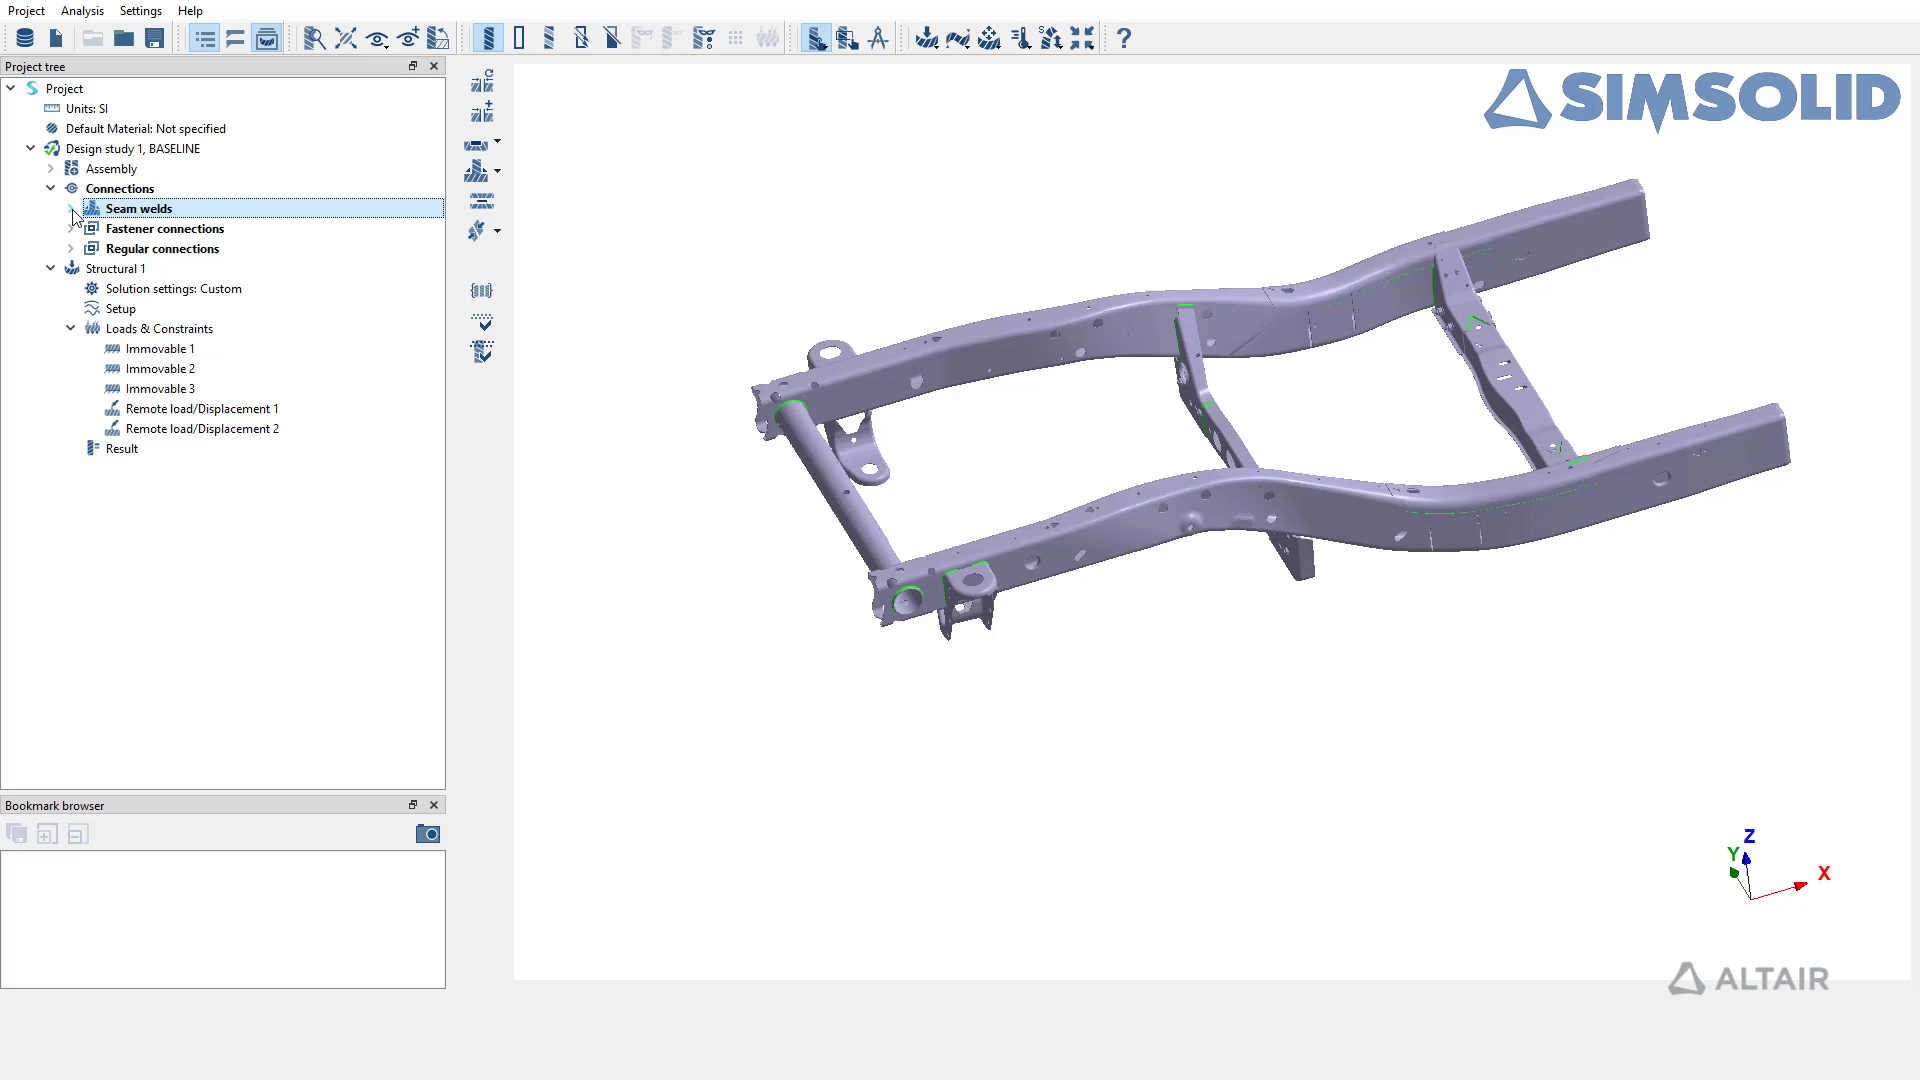 Project Analysis Settings Help
Project tree
Project
Units: SI
Default Material: Not specified
Design study 1, BASELINE
Assembly
Connections
Seam welds
Fastener connections
Regular connections
Structural 1
Solution settings: Custom
Setup
Loads & Constraints
Immovable 1
Immovable 2
Immovable 3
Remote load/Displacement 1
Remote load/Displacement 2
Result
Bookmark browser
SIMSOLID
Z
Y
X
ALTAIR